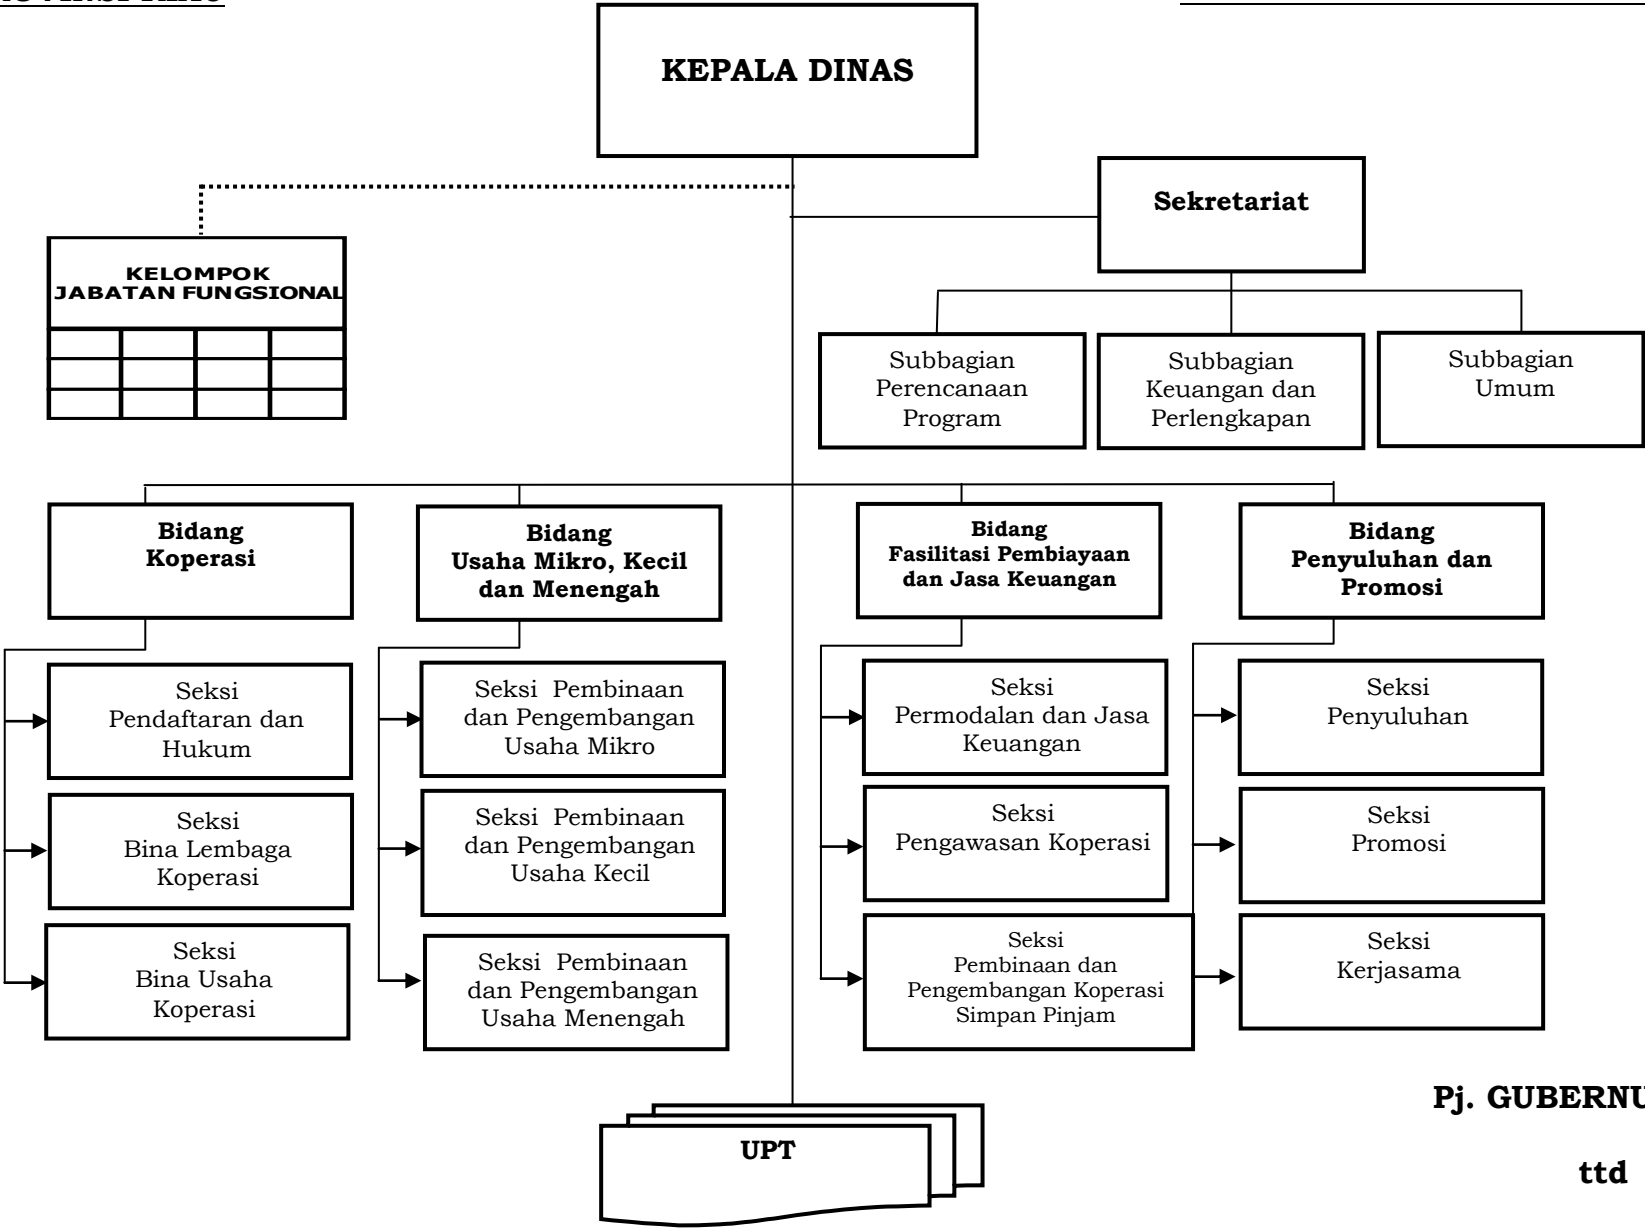 KEPALA DINAS
Sekretariat
KELOMPOK
JABATAN FUNGSIONAL
Subbagian
Perencanaan
Program
Subbagian
Keuangan dan
Perlengkapan
Subbagian
Umum
Bidang
Koperasi
Bidang
Usaha Mikro, Kecil
dan Menengah
Bidang
Fasilitasi Pembiayaan
dan Jasa Keuangan
Bidang
Penyuluhan dan
Promosi
Seksi
Pendaftaran dan
Hukum
Seksi Pembinaan
dan Pengembangan
Usaha Mikro
Seksi
Permodalan dan Jasa
Keuangan
Seksi
Penyuluhan
Seksi
Bina Lembaga
Koperasi
Seksi Pembinaan
dan Pengembangan
Usaha Kecil
Seksi
Pengawasan Koperasi
Seksi
Promosi
Seksi
Bina Usaha
Koperasi
Seksi Pembinaan
dan Pengembangan
Usaha Menengah
Seksi
Pembinaan dan
Pengembangan Koperasi
Simpan Pinjam
Seksi
Kerjasama
Pj. GUBERNU
UPT
ttd